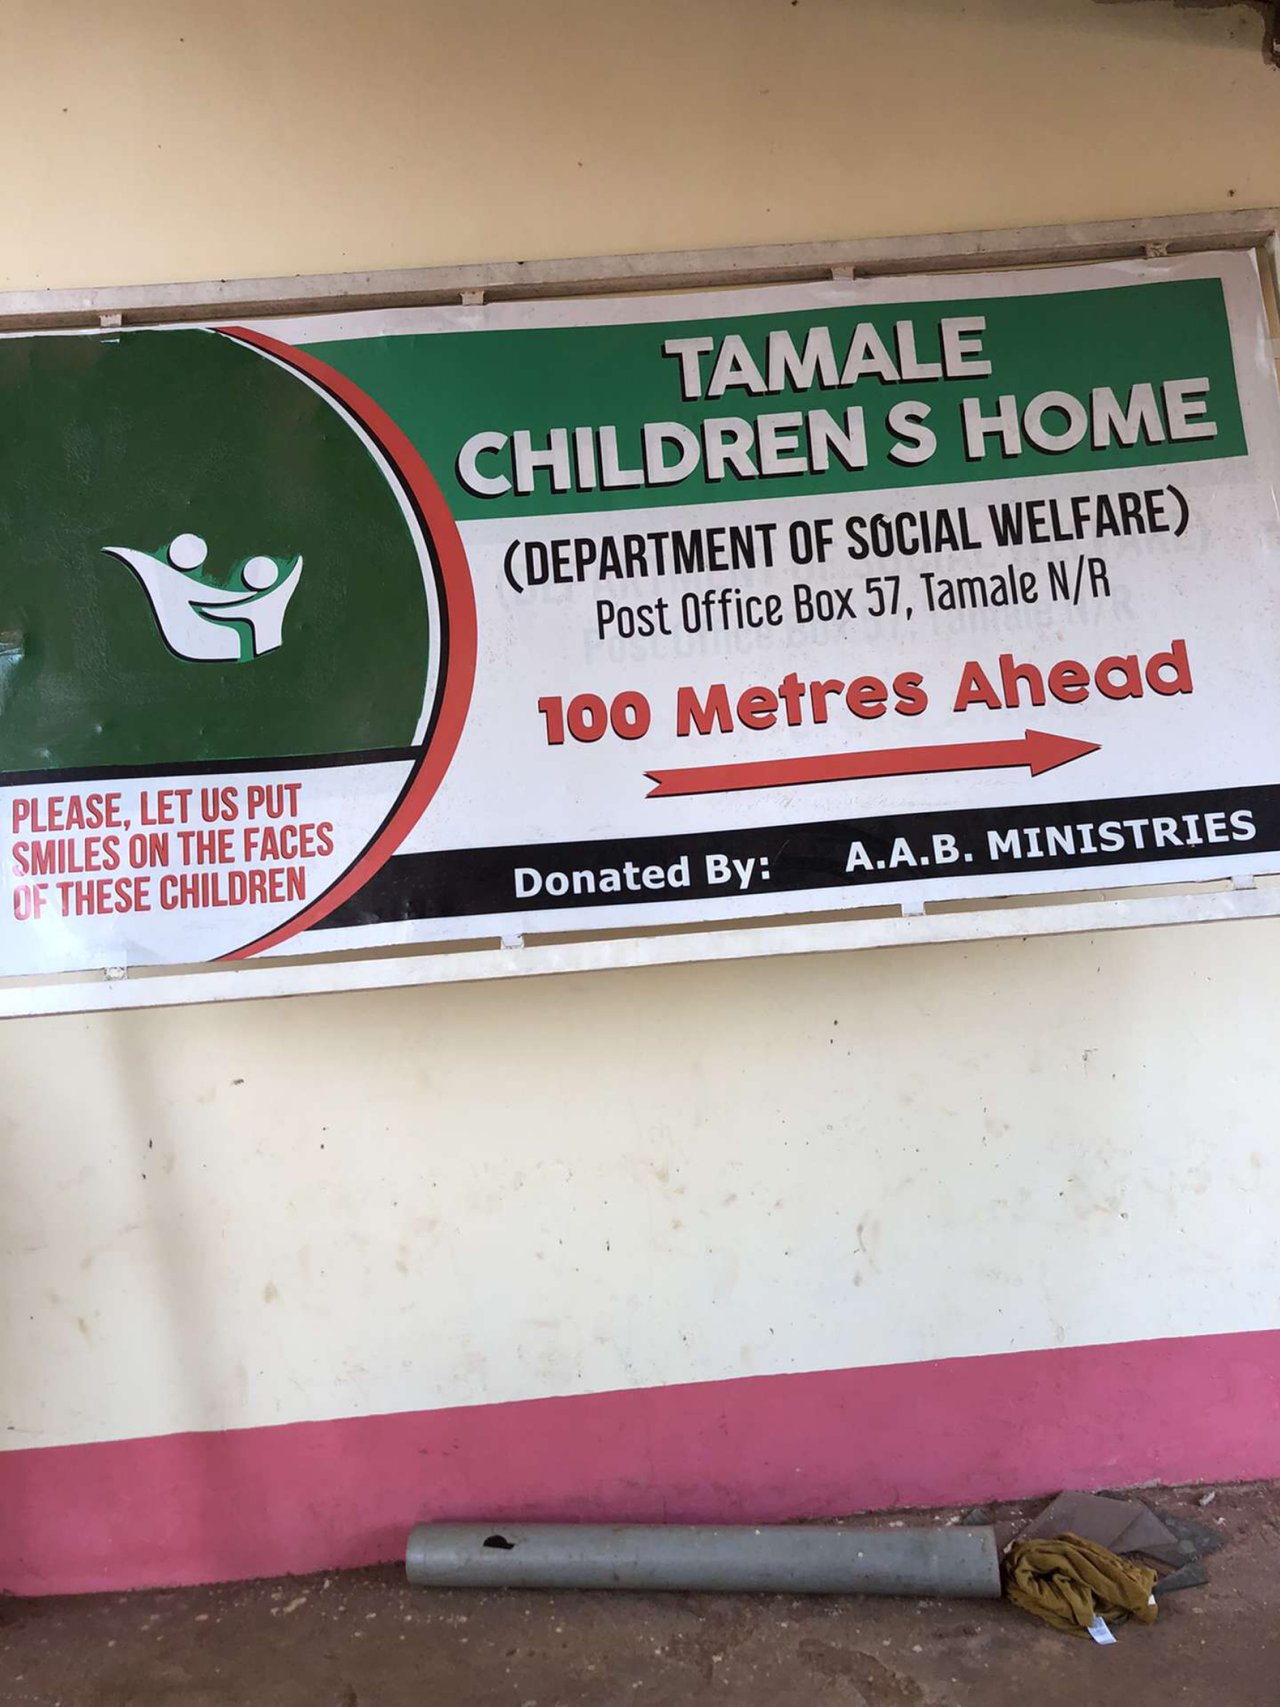 TAMALE
CHILDREN S HOME
(DEPARTMENT OF SOCIAL WELFARE)
Post Office Box 57, Tamale N/R
100 Metres Ahead
PLEASE, LET US PUT
SMILES ON THE FACES
OF THESE CHILDREN
Donated By: A.A.B. MINISTRIES